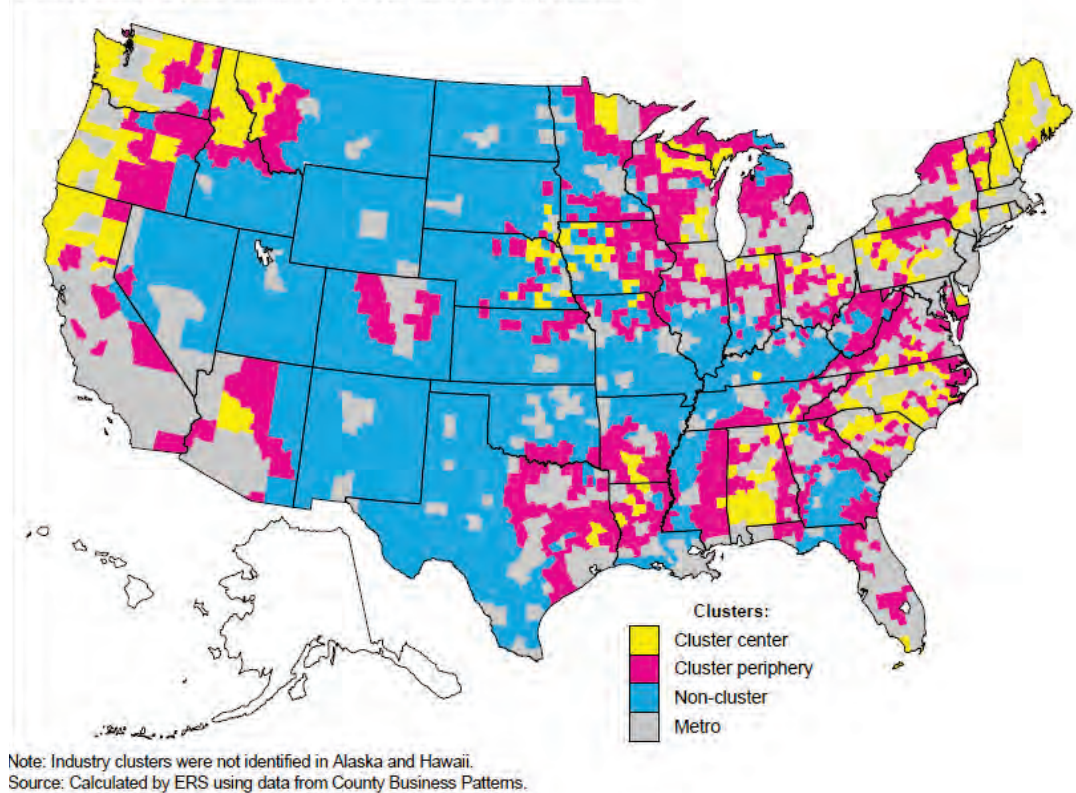 Clusters:
Cluster center
Cluster periphery
Non-cluster
Metro
Note: Industry clusters were not identified in Alaska and Hawaii.
Source: Calculated by ERS using data from County Business Patterns.